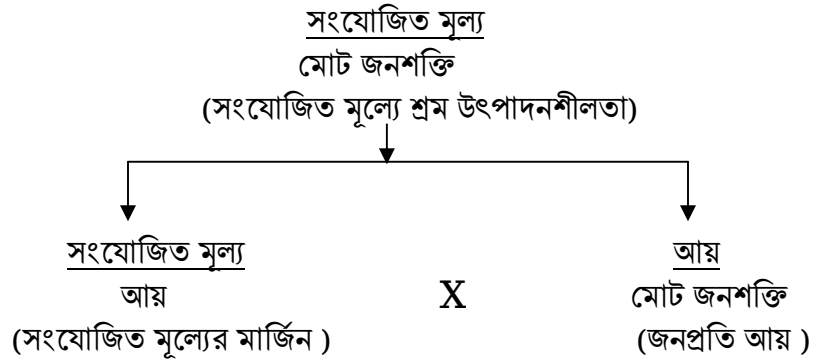 সংযোজিত মূল্য
মোট জনশক্তি
(সংযোজিত মূল্যে শ্রম উৎপাদনশীলতা)
সংযোজিত মূল্য
আয়
(সংযোজিত মূল্যের মার্জিন )
X
আয়
মোট জনশক্তি
(জনপ্রতি আয় )